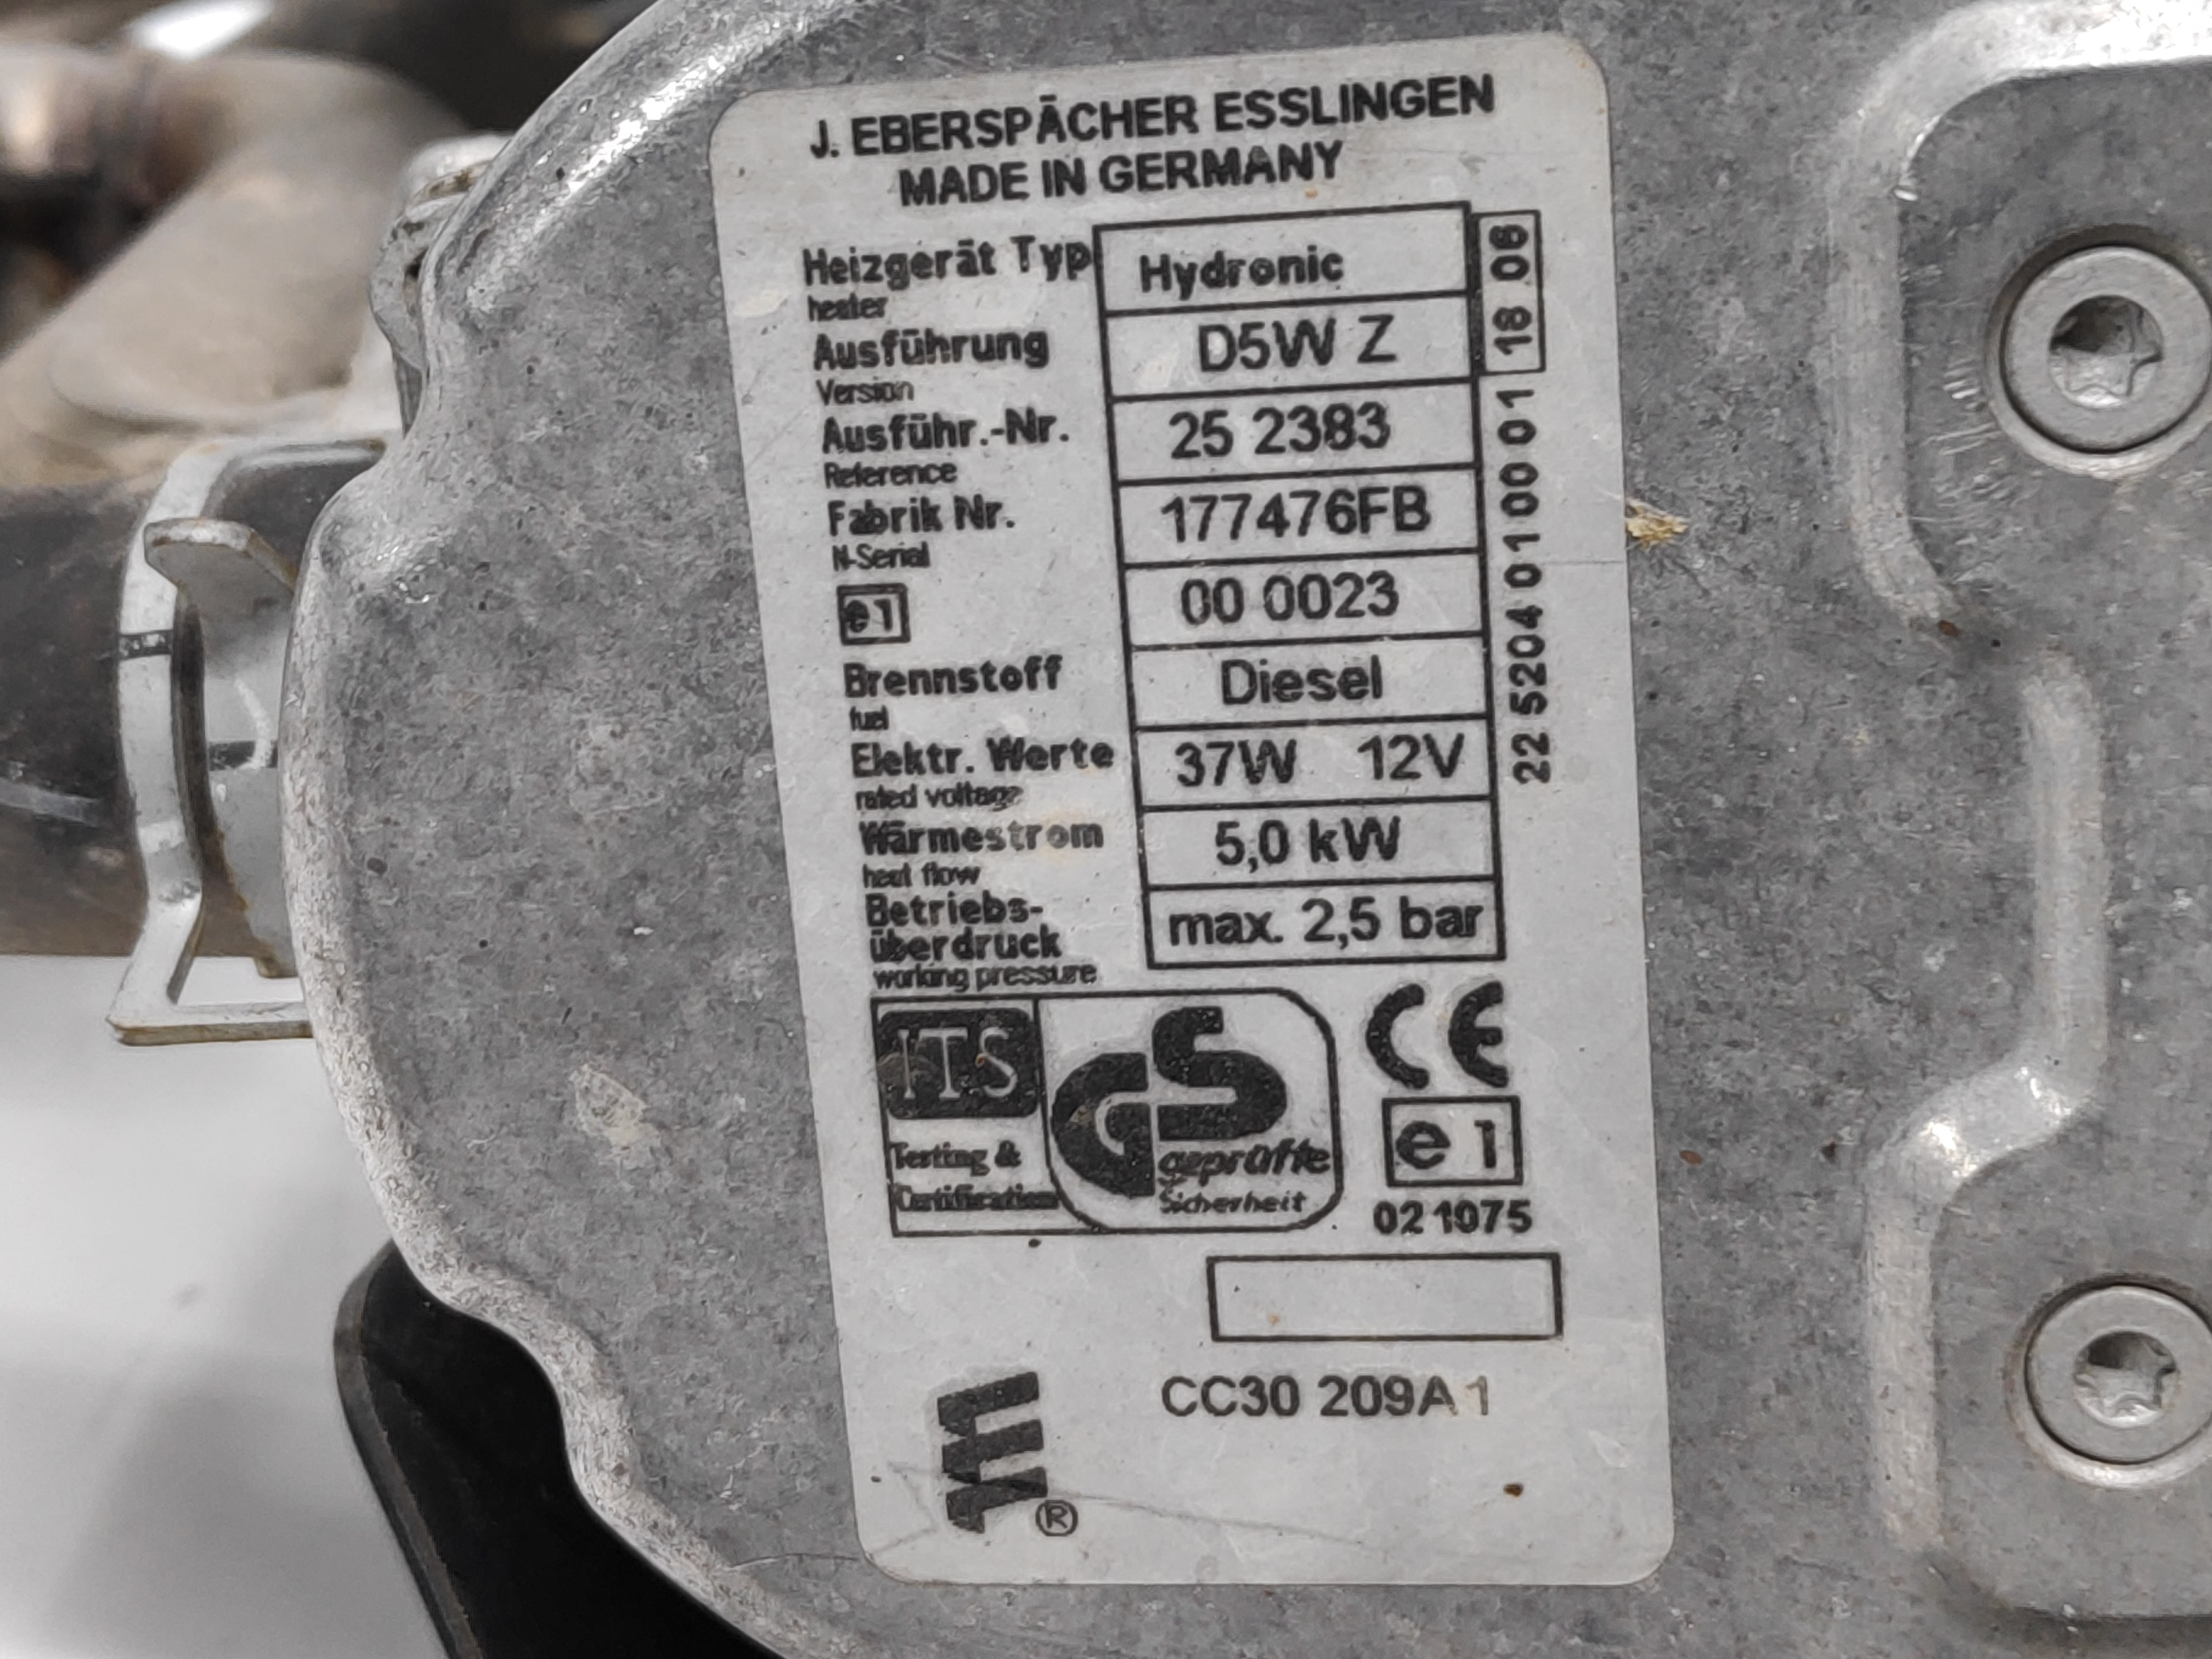 J. EBERSPÄCHER ESSLINGEN
MADE IN GERMANY
Heizgerät Typ Hydronic
heater
Ausführung D5W Z
Version
Ausführ.-Nr. 25 2383
Reference
Fabrik Nr. 177476FB
N-Serial
e1 00 0023
Brennstoff Diesel
fuel
Elektr. Werte 37W 12V
rated voltage
Wärmestrom 5,0 kW
heat flow
Betriebs-
überdruck max. 2,5 bar
working pressure
22 5204 01 00 01 18 06
ITS
Testing &
Certification
GS
geprüfte
Sicherheit
CE
e1
02 1075
CC30 209A1
®